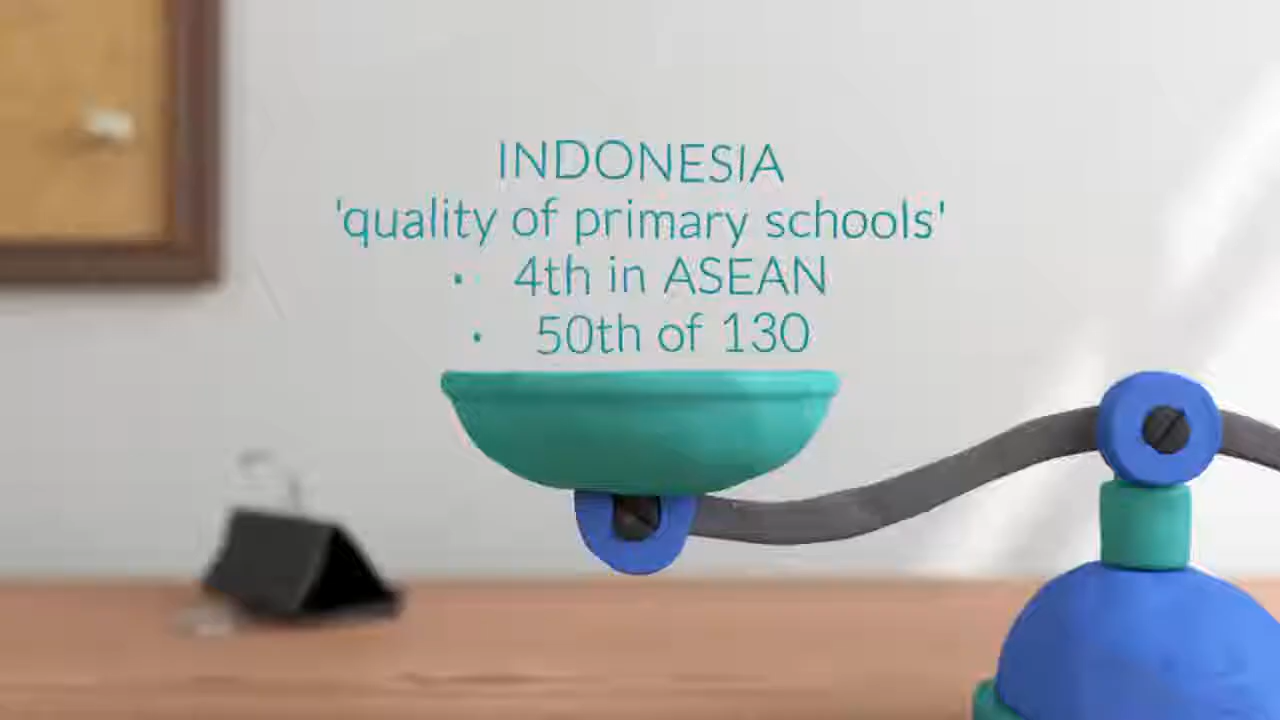 INDONESIA
'quality of primary schools'
• 4th in ASEAN
• 50th of 130